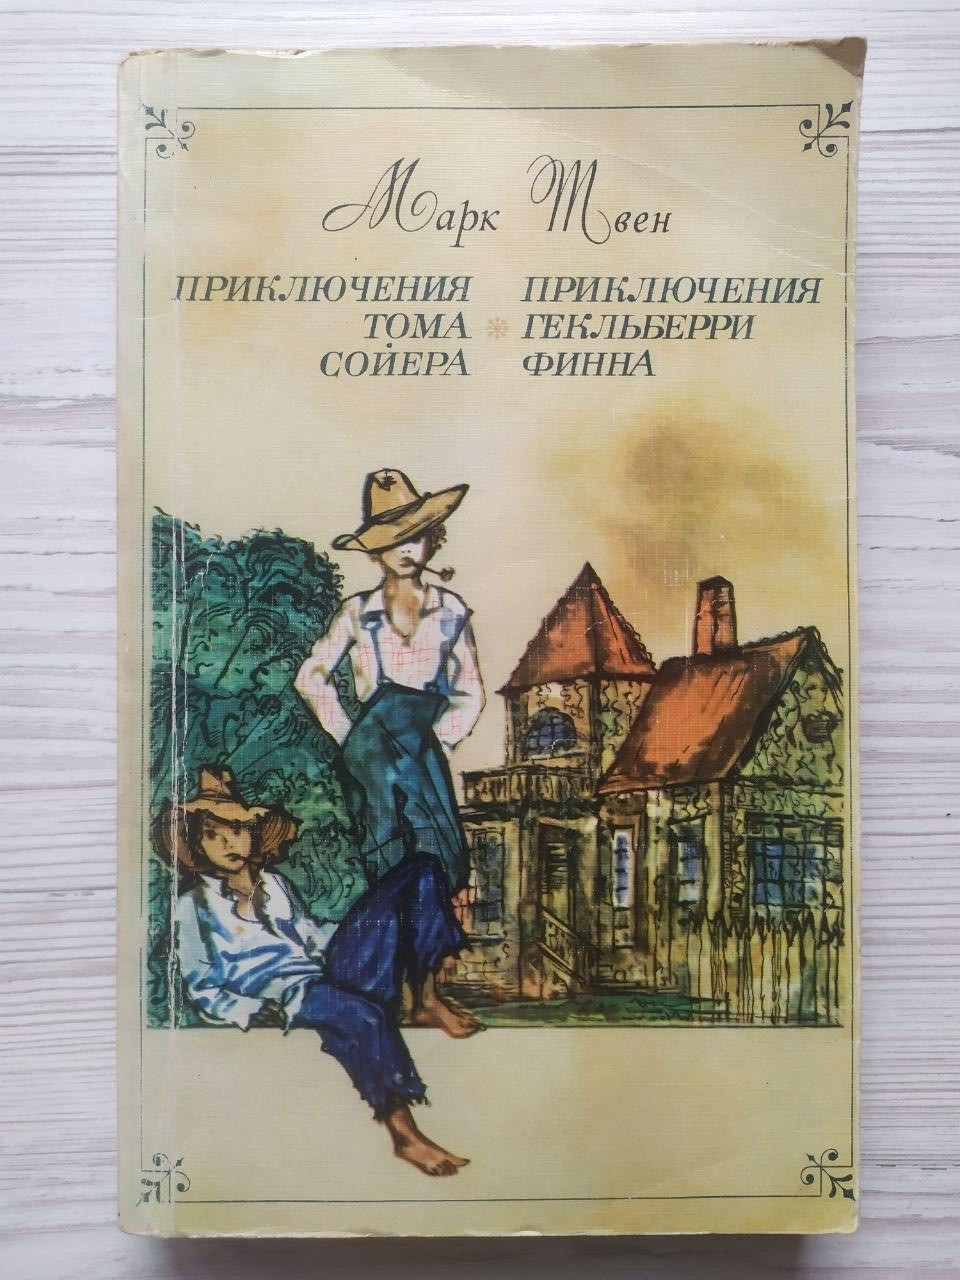 Марк Твен
ПРИКЛЮЧЕНИЯ
ТОМА
СОЙЕРА
ПРИКЛЮЧЕНИЯ
ГЕКЛЬБЕРРИ
ФИННА